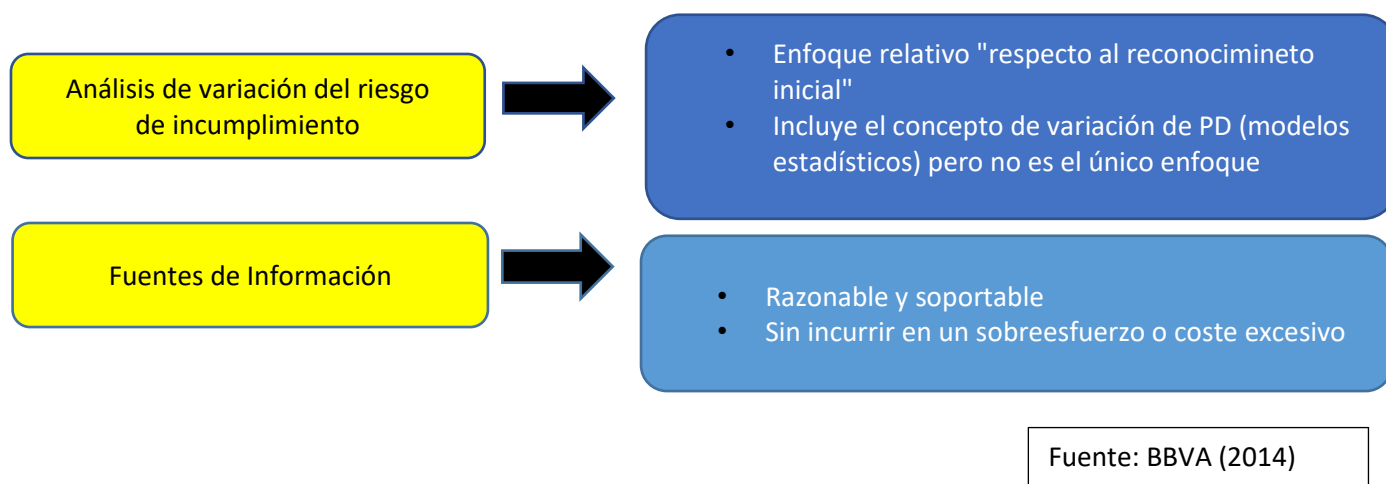 Análisis de variación del riesgo
de incumplimiento
• Enfoque relativo "respecto al reconocimineto
inicial"
• Incluye el concepto de variación de PD (modelos
estadísticos) pero no es el único enfoque
Fuentes de Información
• Razonable y soportable
• Sin incurrir en un sobreesfuerzo o coste excesivo
Fuente: BBVA (2014)